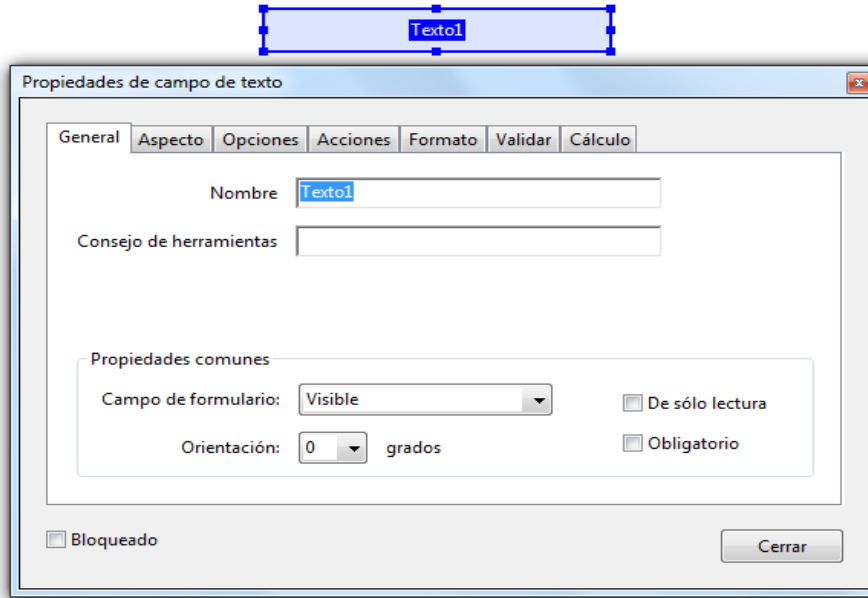 Texto1
Propiedades de campo de texto
General Aspecto Opciones Acciones Formato Validar Cálculo
Nombre Texto1
Consejo de herramientas
Propiedades comunes
Campo de formulario: Visible De sólo lectura
Orientación: 0 grados Obligatorio
Bloqueado Cerrar